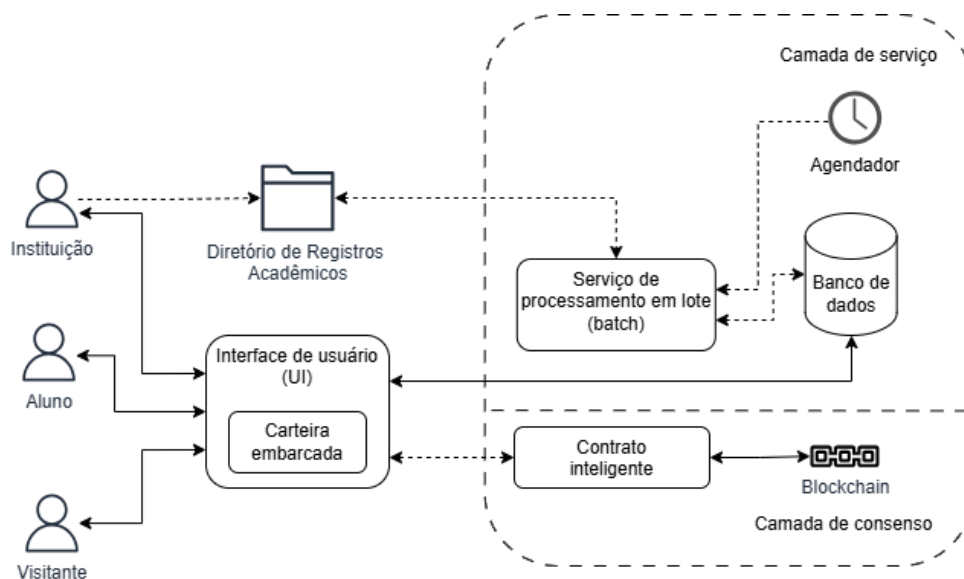 Camada de serviço
Agendador
Instituição
Diretório de Registros
Acadêmicos
Serviço de
processamento em lote
(batch)
Banco de
dados
Interface de usuário
(UI)
Aluno
Carteira
embarcada
Contrato
inteligente
Blockchain
Camada de consenso
Visitante